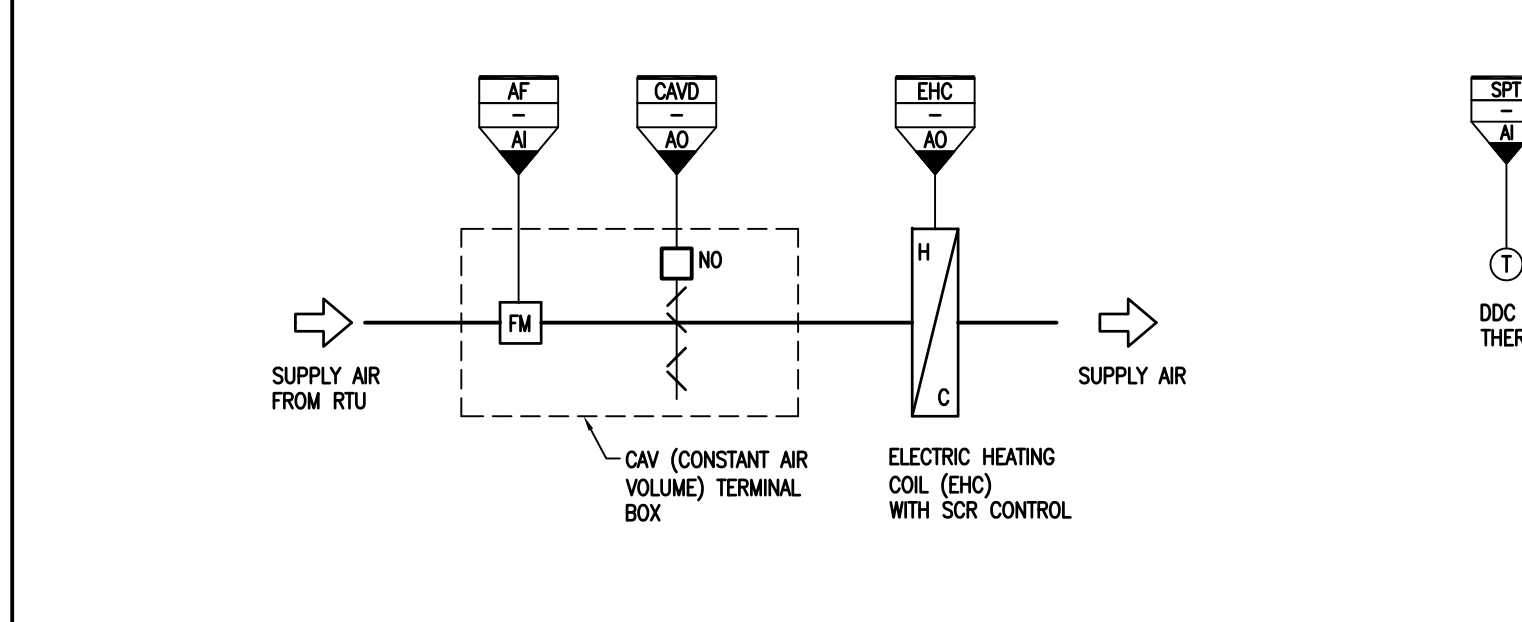 AF
–
AI
CAVD
–
AO
EHC
–
AO
SPT
–
AI
NO
FM
H
C
T
SUPPLY AIR
FROM RTU
SUPPLY AIR
DDC
CAV (CONSTANT AIR
VOLUME) TERMINAL
BOX
ELECTRIC HEATING
COIL (EHC)
WITH SCR CONTROL